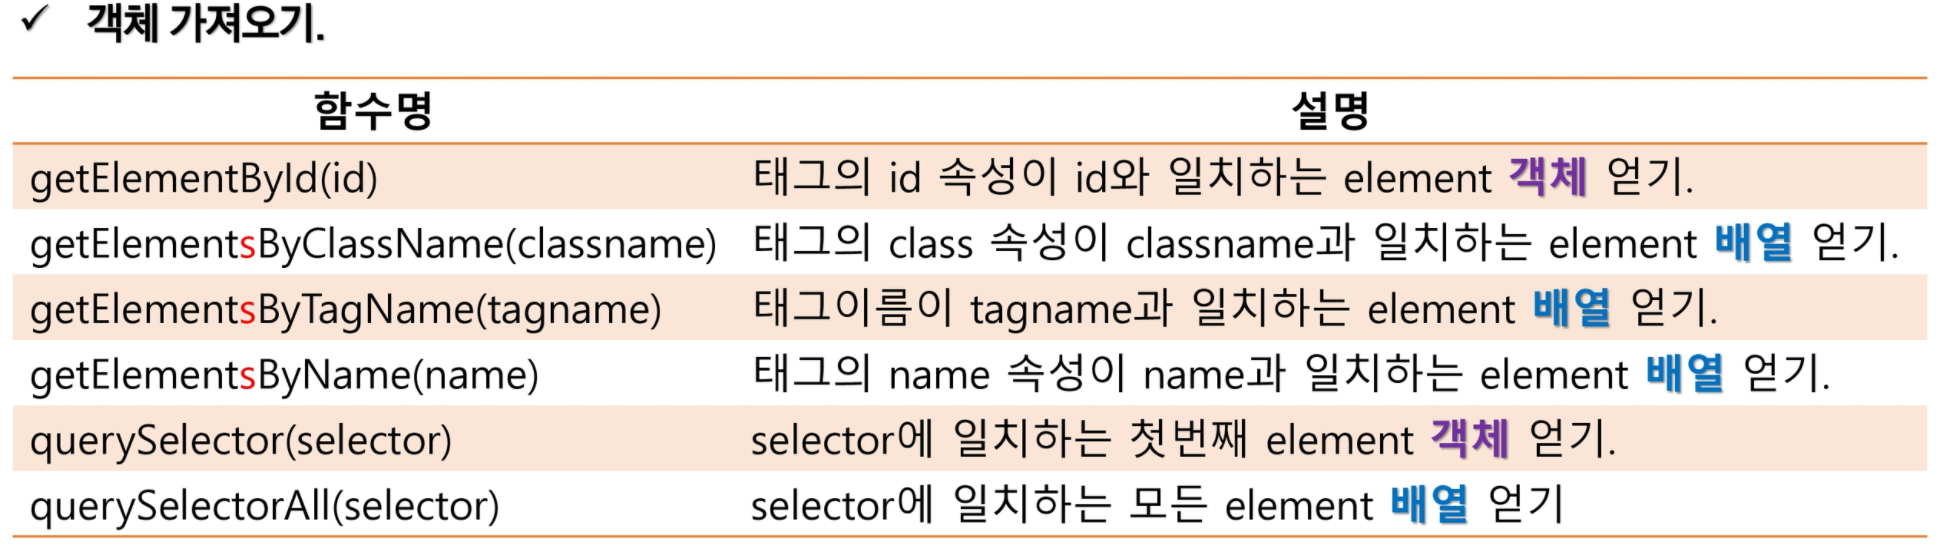 ✓ 객체 가져오기.
함수명 설명
getElementById(id) 태그의 id 속성이 id와 일치하는 element 객체 얻기.
getElementsByClassName(classname) 태그의 class 속성이 classname과 일치하는 element 배열 얻기.
getElementsByTagName(tagname) 태그이름이 tagname과 일치하는 element 배열 얻기.
getElementsByName(name) 태그의 name 속성이 name과 일치하는 element 배열 얻기.
querySelector(selector) selector에 일치하는 첫번째 element 객체 얻기.
querySelectorAll(selector) selector에 일치하는 모든 element 배열 얻기